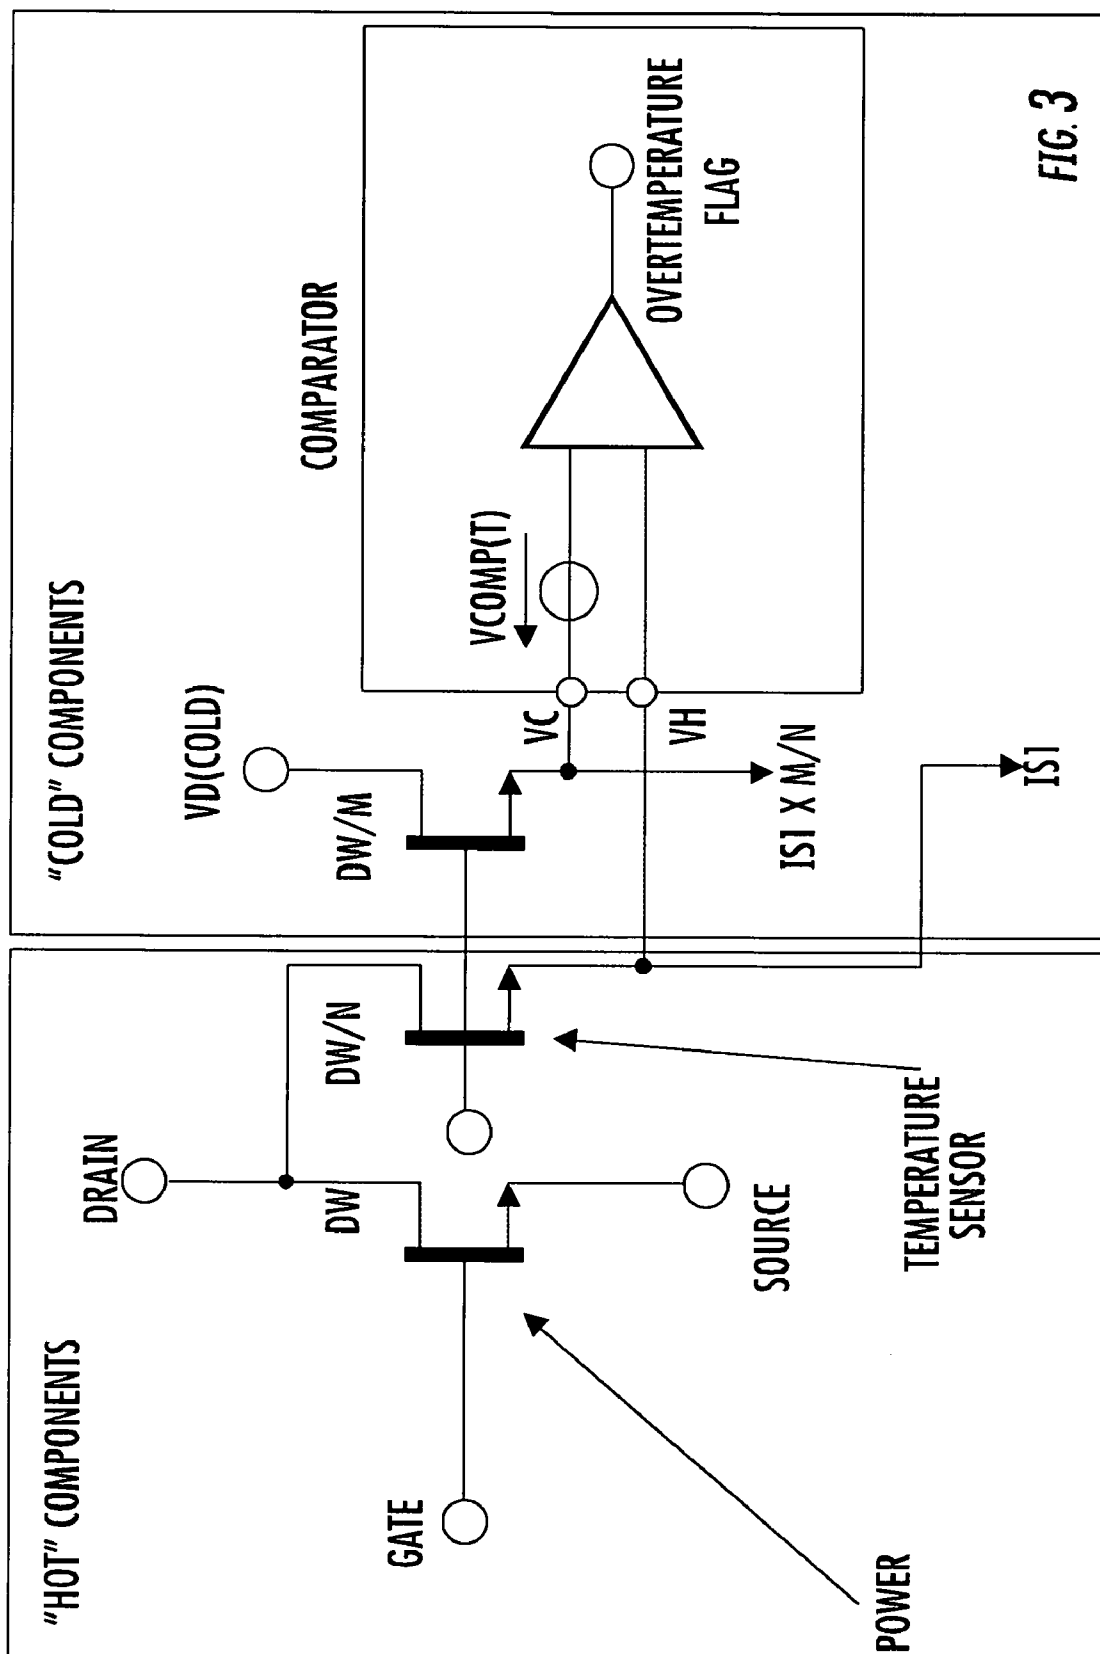 "HOT" COMPONENTS
"COLD" COMPONENTS
DRAIN
VD(COLD)
COMPARATOR
DW
DW/N
DW/M
GATE
VCOMP(T)
VC
VH
OVERTEMPERATURE
FLAG
SOURCE
IS1 X M/N
POWER
TEMPERATURE
SENSOR
IS1
FIG. 3